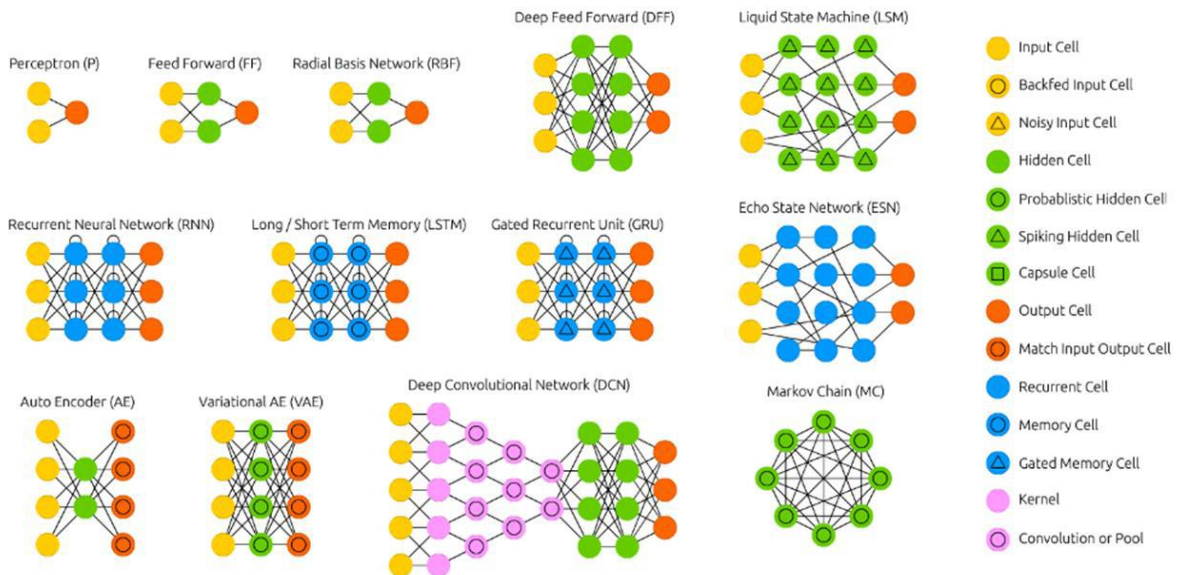 Deep Feed Forward (DFF)
Liquid State Machine (LSM)
Perceptron (P)
Feed Forward (FF)
Radial Basis Network (RBF)
Recurrent Neural Network (RNN)
Long / Short Term Memory (LSTM)
Gated Recurrent Unit (GRU)
Echo State Network (ESN)
Auto Encoder (AE)
Variational AE (VAE)
Deep Convolutional Network (DCN)
Markov Chain (MC)
Input Cell
Backfed Input Cell
Noisy Input Cell
Hidden Cell
Probablistic Hidden Cell
Spiking Hidden Cell
Capsule Cell
Output Cell
Match Input Output Cell
Recurrent Cell
Memory Cell
Gated Memory Cell
Kernel
Convolution or Pool